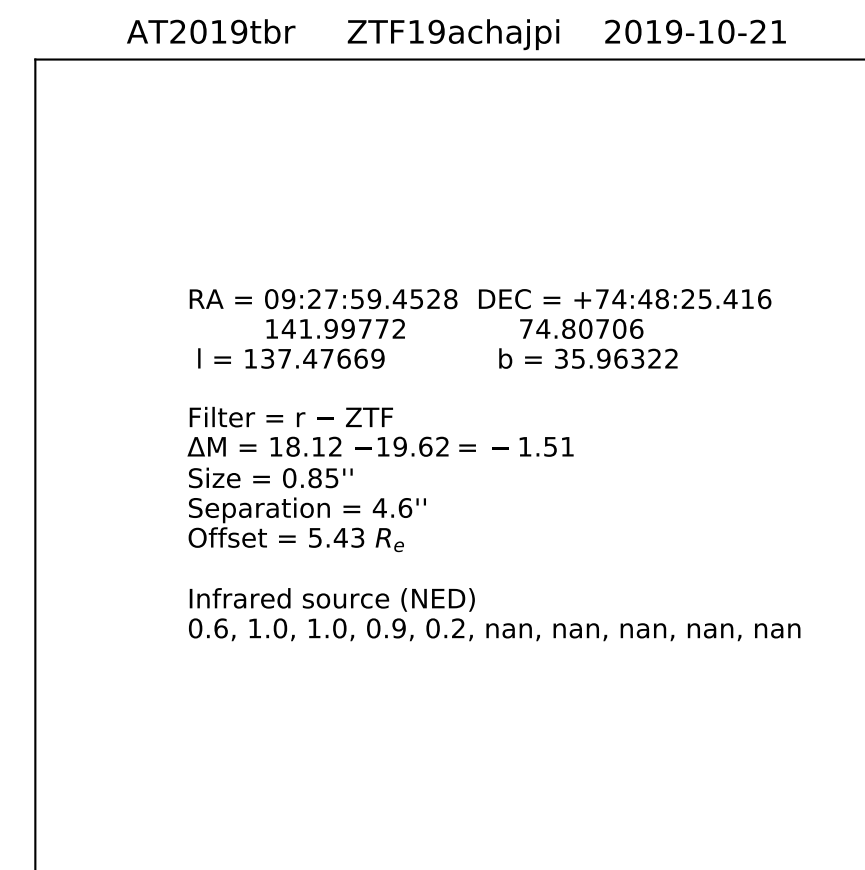 AT2019tbr ZTF19achajpi 2019-10-21
RA = 09:27:59.4528 DEC = +74:48:25.416
141.99772 74.80706
l = 137.47669 b = 35.96322
Filter = r − ZTF
ΔM = 18.12 −19.62 = − 1.51
Size = 0.85''
Separation = 4.6''
Offset = 5.43 Rₑ
Infrared source (NED)
0.6, 1.0, 1.0, 0.9, 0.2, nan, nan, nan, nan, nan